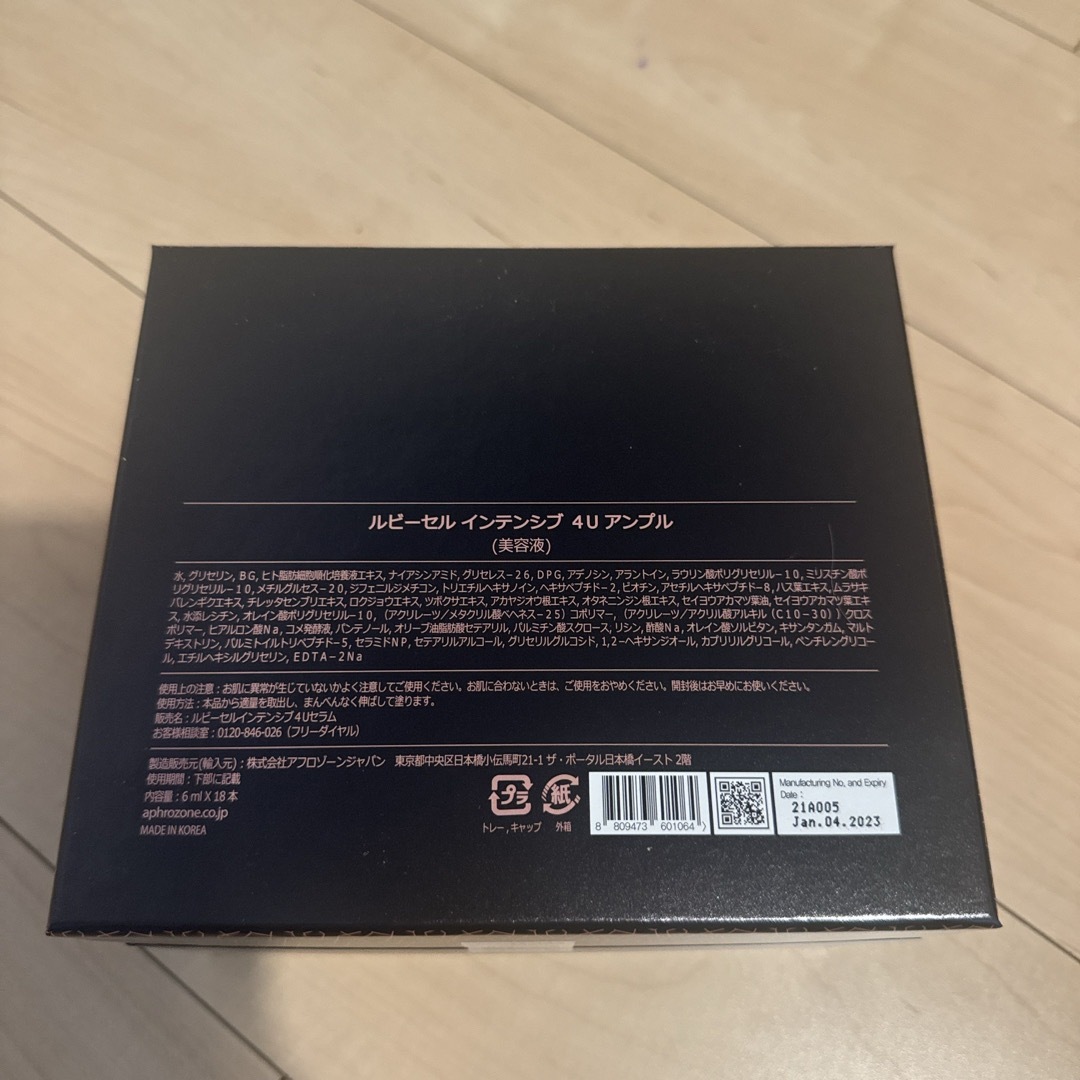 ルビーセル インテンシブ 4U アンプル
(美容液)
水, グリセリン, BG, ヒト脂肪細胞順化培養液エキス, ナイアシンアミド, グリセレス-26, DPG, アデノシン, アラントイン, ラウリン酸ポリグリセリル-10, ミリスチン酸ポ
リグリセリル-10, メチルグルセス-20, ジフェニルジメチコン, トリエチルヘキサノイン, ヘキサペプチド-2, ビオチン, アセチルヘキサペプチド-8, ハス葉エキス, ムラサキ
バレンギクエキス, チレッタセンブリエキス, ロクジョウエキス, ツボクサエキス, アカヤジオウ根エキス, オタネニンジン根エキス, セイヨウアカマツ葉油, セイヨウアカマツ葉エキ
ス, 水添レシチン, オレイン酸ポリグリセリル-10, (アクリレーツ/メタクリル酸ベヘネス-25) コポリマー, (アクリレーツ/アクリル酸アルキル(C10-30))クロス
ポリマー, ヒアルロン酸Na, コメ発酵液, パンテノール, オリーブ油脂肪酸セテアリル, パルミチン酸スクロース, リシン, 酢酸Na, オレイン酸ソルビタン, キサンタンガム, マルト
デキストリン, パルミトイルトリペプチド-5, セラミドNP, セテアリルアルコール, グリセリルグルコシド, 1,2-ヘキサンジオール, カプリリルグリコール, ペンチレングリコー
ル, エチルヘキシルグリセリン, EDTA-2Na
使用上の注意:お肌に異常が生じていないかよく注意してご使用ください。お肌に合わないときは、ご使用をおやめください。開封後はお早めにお使いください。
使用方法:本品から適量を取出し、まんべんなく伸ばして塗ります。
販売名:ルビーセルインテンシブ4Uセラム
お客様相談室:0120-846-026(フリーダイヤル)
製造販売元(輸入元):株式会社アフロゾーンジャパン 東京都中央区日本橋小伝馬町21-1 ザ・ポータル日本橋イースト 2階
使用期間:下部に記載
内容量:6 ml X 18 本
aphrozone.co.jp
MADE IN KOREA
プラ
紙
トレー, キャップ
外箱
8 809473 601064
Manufacturing No, and Expiry
Date:
21A005
Jan.04.2023